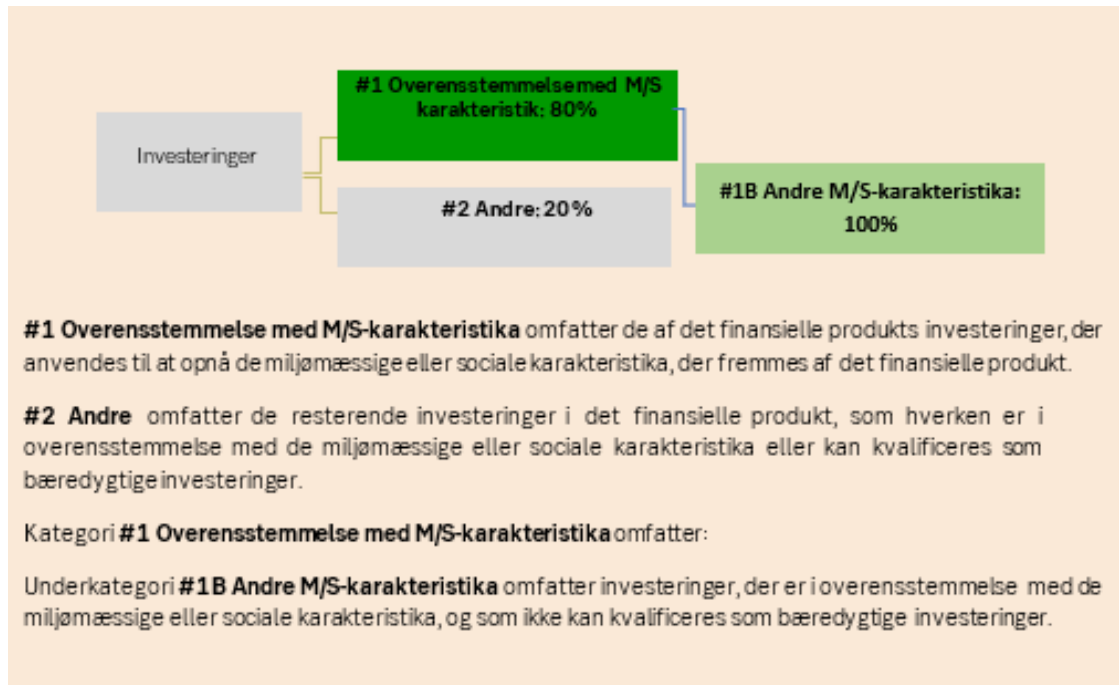 #1 Overensstemmelse med M/S
karakteristik; 80%
Investeringer
#2 Andre; 20%
#1B Andre M/S-karakteristika:
100%
#1 Overensstemmelse med M/S-karakteristika omfatter de af det finansielle produkts investeringer, der
anvendes til at opnå de miljømæssige eller sociale karakteristika, der fremmes af det finansielle produkt.
#2 Andre omfatter de resterende investeringer i det finansielle produkt, som hverken er i
overensstemmelse med de miljømæssige eller sociale karakteristika eller kan kvalificeres som
bæredygtige investeringer.
Kategori #1 Overensstemmelse med M/S-karakteristika omfatter:
Underkategori #1B Andre M/S-karakteristika omfatter investeringer, der er i overensstemmelse med de
miljømæssige eller sociale karakteristika, og som ikke kan kvalificeres som bæredygtige investeringer.